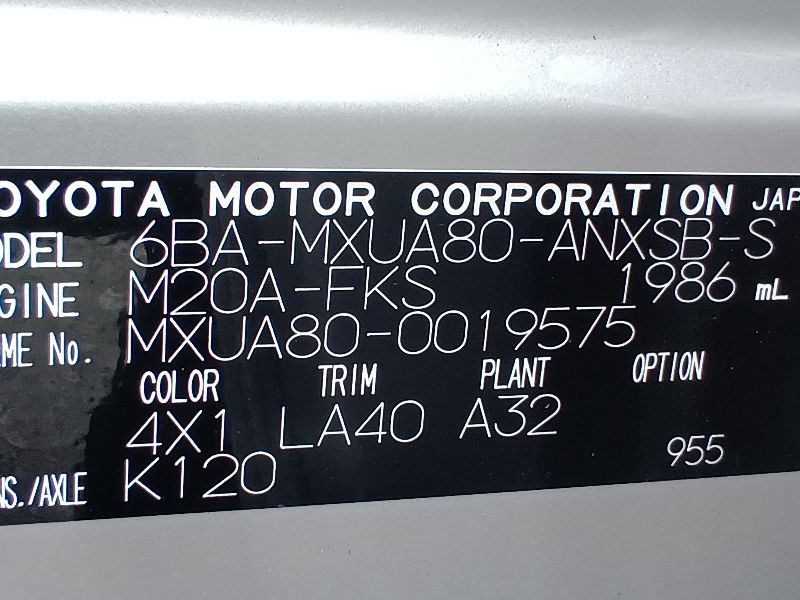 OYOTA MOTOR CORPORATION JAP
ODEL 6BA-MXUA80-ANXSB-S
GINE M20A-FKS 1986 mL
ME No. MXUA80-0019575
COLOR TRIM PLANT OPTION
4X1 LA40 A32 955
NS./AXLE K120